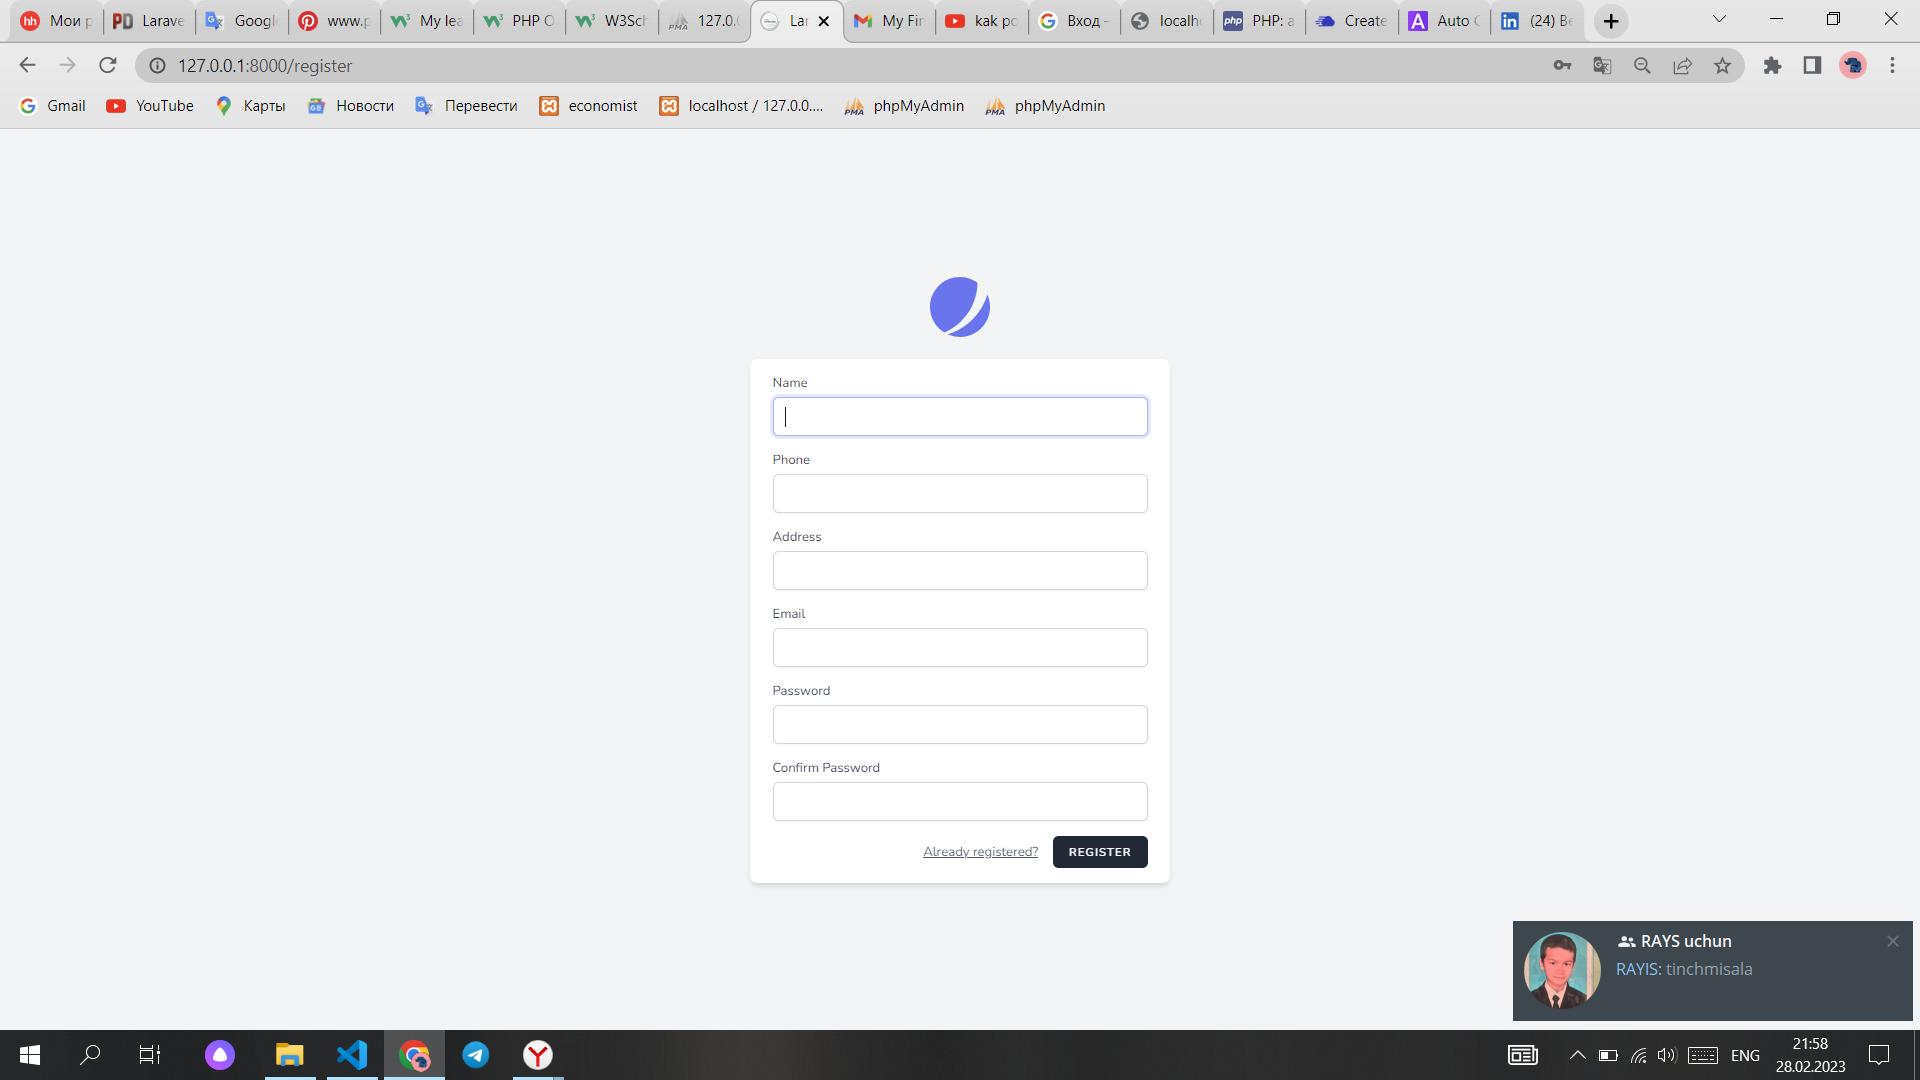 Мои р
Larave
Googl
www.p
My lea
PHP O
W3Sch
127.0.
Lar
My Fir
kak po
Вход -
localh
PHP: a
Create
Auto
(24) Be
127.0.0.1:8000/register
Gmail
YouTube
Карты
Новости
Перевести
economist
localhost / 127.0.0....
phpMyAdmin
phpMyAdmin
Name
Phone
Address
Email
Password
Confirm Password
Already registered?
REGISTER
RAYS uchun
RAYIS: tinchmisala
ENG
21:58
28.02.2023